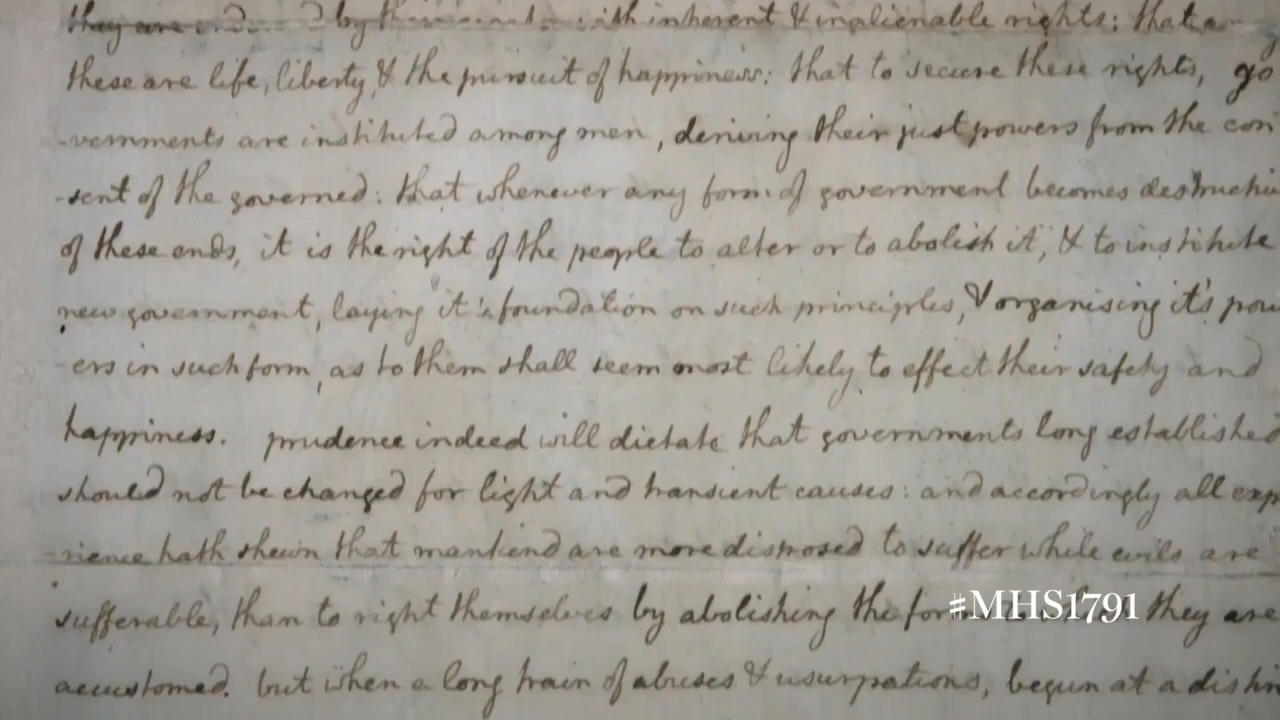 they are by their with inherent & inalienable rights: that
these are life, liberty, & the pursuit of happiness: that to secure these rights, go
-vernments are instituted among men, deriving their just powers from the con
-sent of the governed: that whenever any form of government becomes destructi
of these ends, it is the right of the people to alter or to abolish it, & to institute
new government, laying it's foundation on such principles, & organising it's pow
-ers in such form, as to them shall seem most likely to effect their safety and
happiness. prudence indeed will dictate that governments long established
should not be changed for light and transient causes: and accordingly all exp
-rience hath shewn that mankind are more disposed to suffer while evils are
sufferable, than to right themselves by abolishing the for #MHS1791 they are
accustomed. but when a long train of abuses & usurpations, begun at a distin